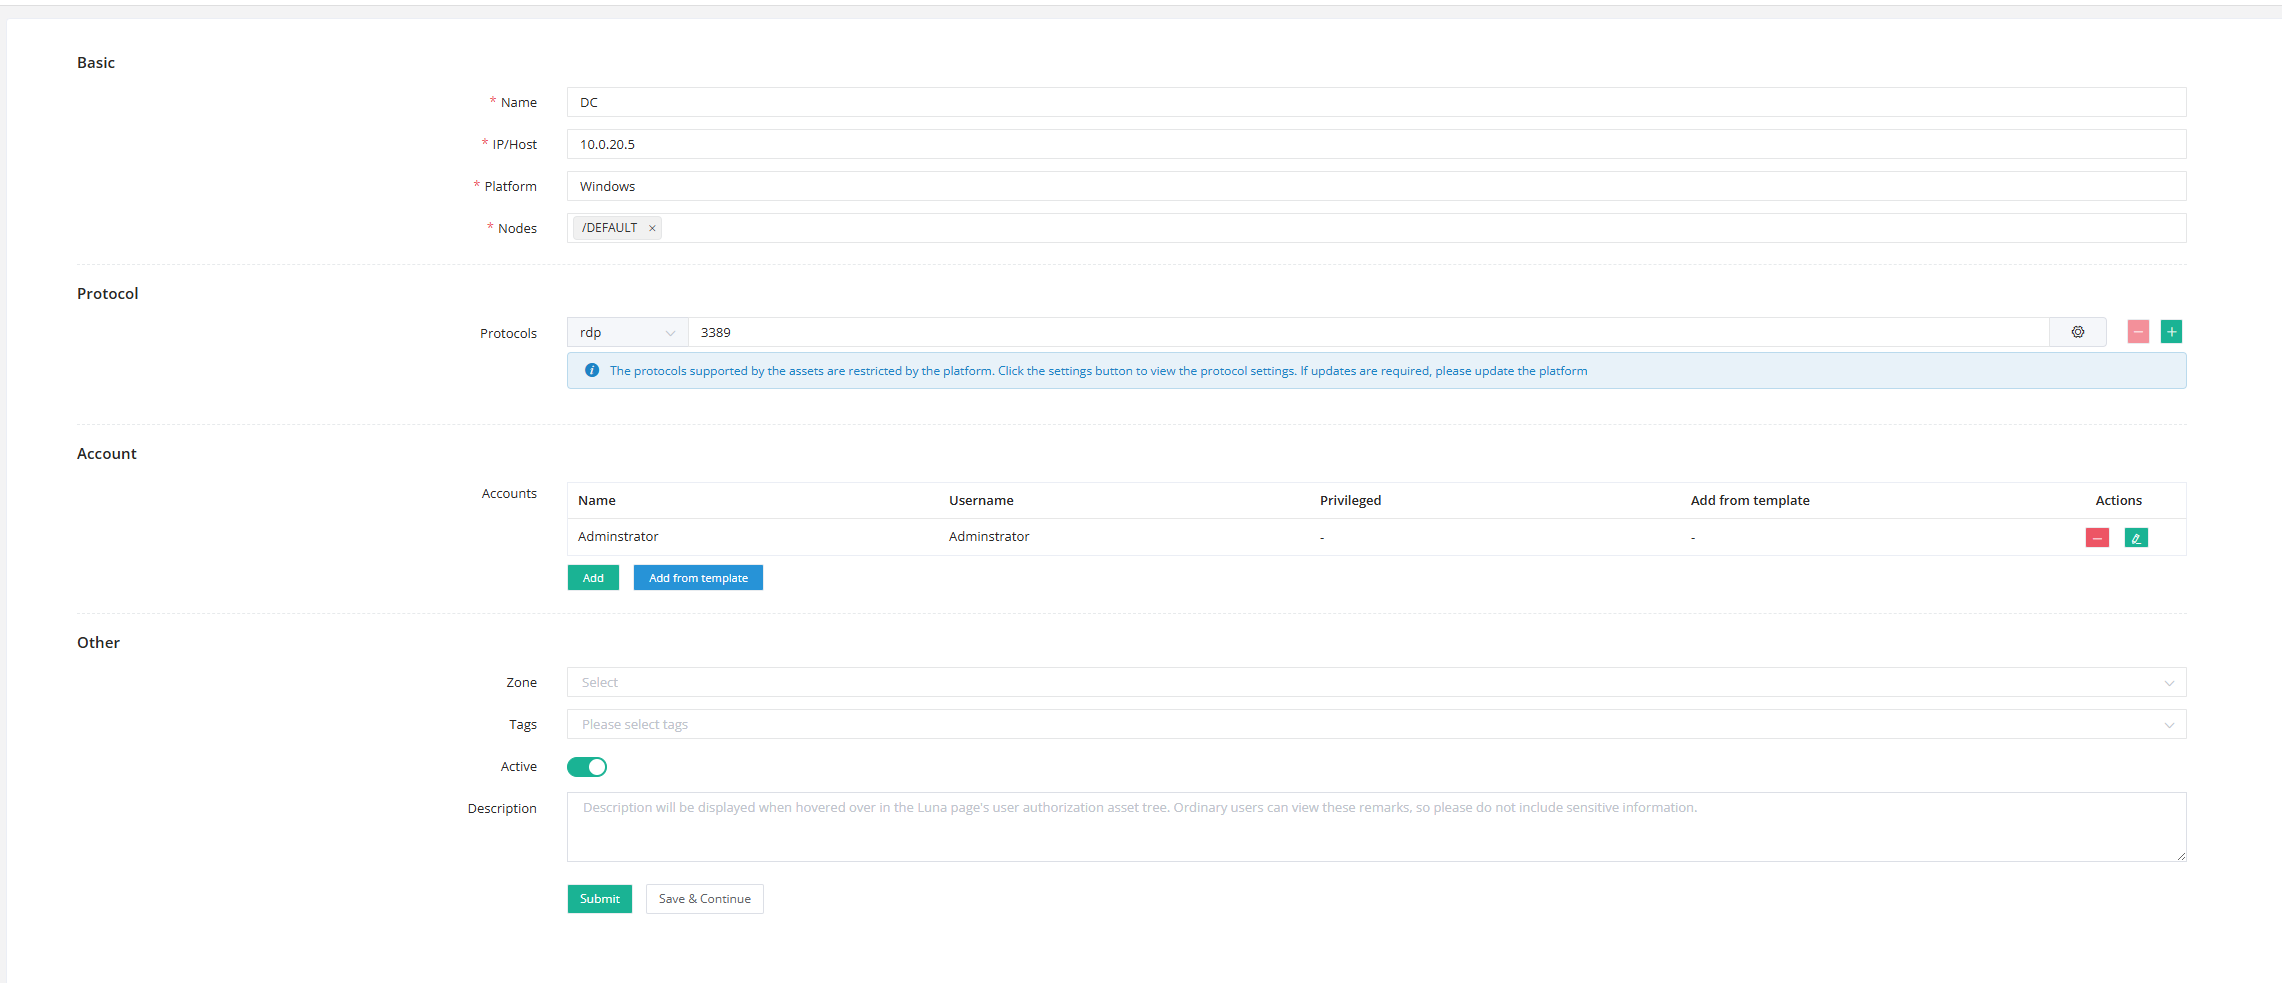 Basic
* Name
DC
* IP/Host
10.0.20.5
* Platform
Windows
* Nodes
/DEFAULT ×
Protocol
Protocols
rdp
3389
The protocols supported by the assets are restricted by the platform. Click the settings button to view the protocol settings. If updates are required, please update the platform
Account
Accounts
Name Username Privileged Add from template Actions
Adminstrator Adminstrator - -
Add Add from template
Other
Zone
Select
Tags
Please select tags
Active
Description
Description will be displayed when hovered over in the Luna page's user authorization asset tree. Ordinary users can view these remarks, so please do not include sensitive information.
Submit Save & Continue